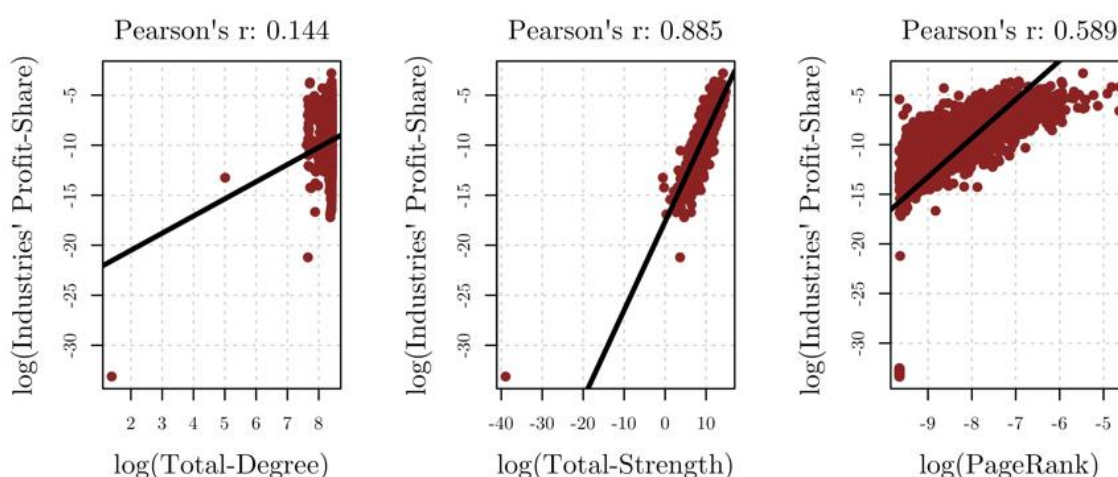 Pearson's r: 0.144
log(Industries' Profit-Share)
-5
-10
-15
-20
-25
-30
2 3 4 5 6 7 8
log(Total-Degree)
Pearson's r: 0.885
log(Industries' Profit-Share)
-5
-10
-15
-20
-25
-30
-40 -30 -20 -10 0 10
log(Total-Strength)
Pearson's r: 0.589
log(Industries' Profit-Share)
-5
-10
-15
-20
-25
-30
-9 -8 -7 -6 -5
log(PageRank)